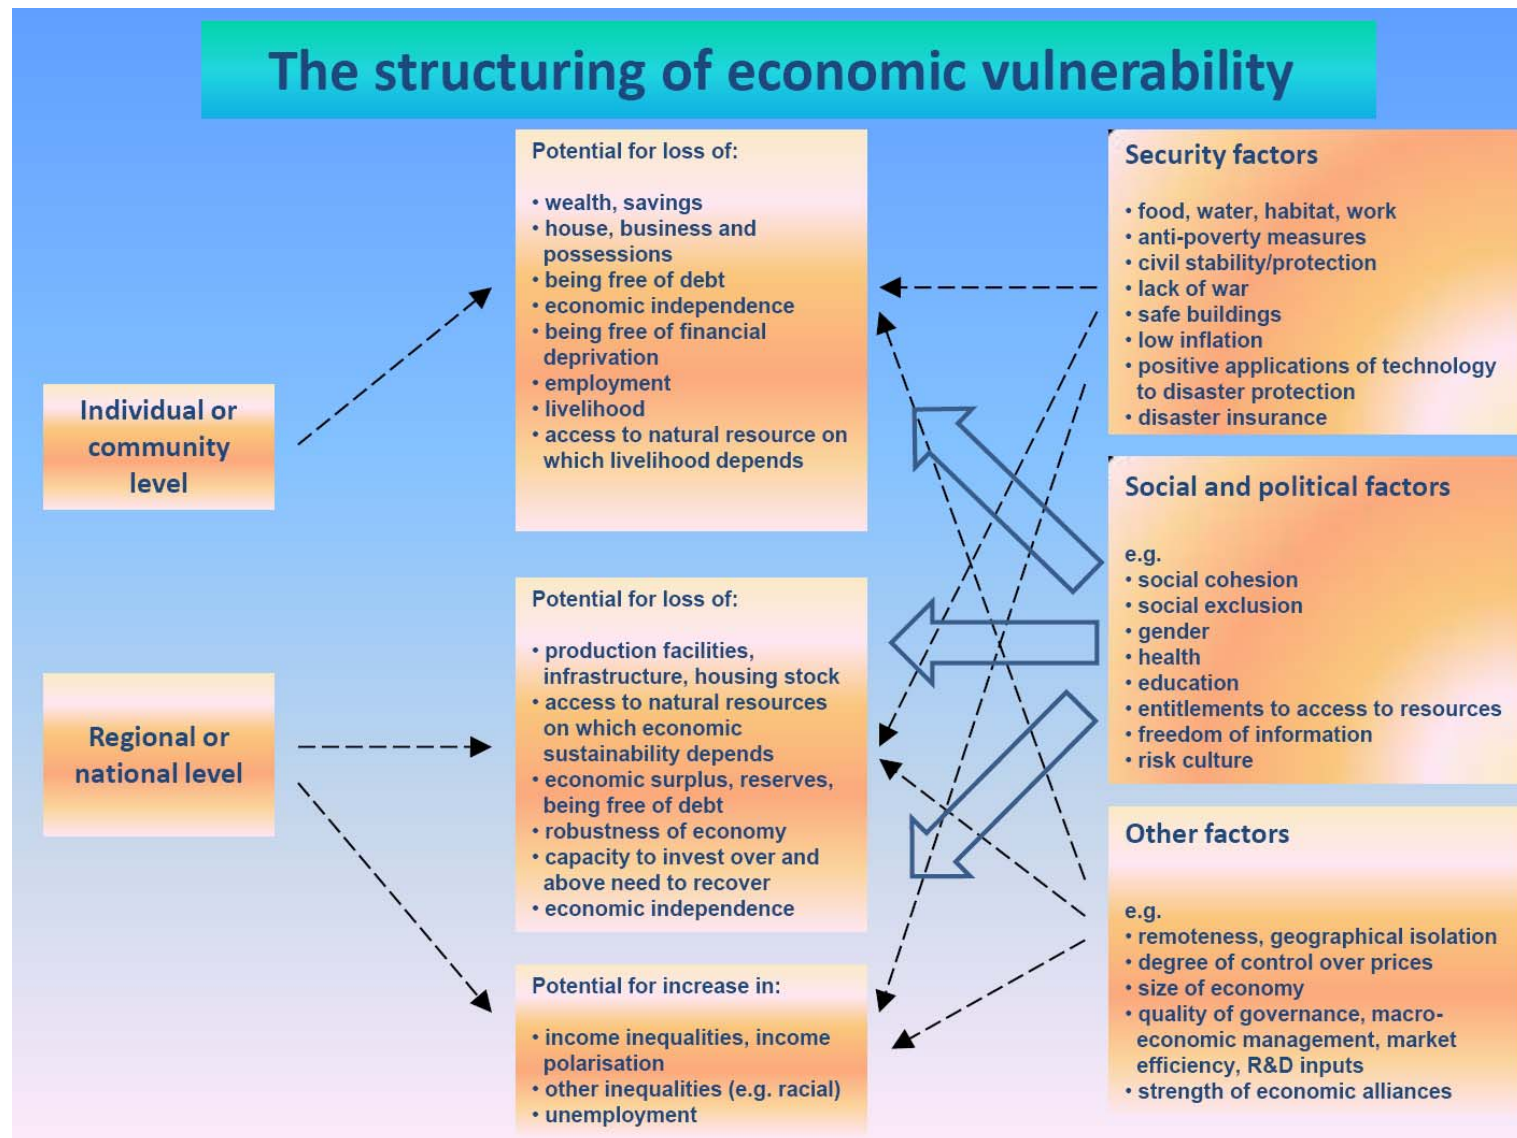 The structuring of economic vulnerability
Individual or
community
level
Regional or
national level
Potential for loss of:
• wealth, savings
• house, business and
possessions
• being free of debt
• economic independence
• being free of financial
deprivation
• employment
• livelihood
• access to natural resource on
which livelihood depends
Potential for loss of:
• production facilities,
infrastructure, housing stock
• access to natural resources
on which economic
sustainability depends
• economic surplus, reserves,
being free of debt
• robustness of economy
• capacity to invest over and
above need to recover
• economic independence
Potential for increase in:
• income inequalities, income
polarisation
• other inequalities (e.g. racial)
• unemployment
Security factors
• food, water, habitat, work
• anti-poverty measures
• civil stability/protection
• lack of war
• safe buildings
• low inflation
• positive applications of technology
to disaster protection
• disaster insurance
Social and political factors
e.g.
• social cohesion
• social exclusion
• gender
• health
• education
• entitlements to access to resources
• freedom of information
• risk culture
Other factors
e.g.
• remoteness, geographical isolation
• degree of control over prices
• size of economy
• quality of governance, macro-
economic management, market
efficiency, R&D inputs
• strength of economic alliances